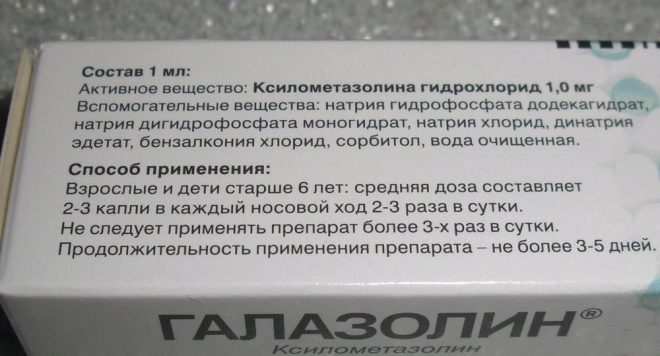 Состав 1 мл:
Активное вещество: Ксилометазолина гидрохлорид 1,0 мг
Вспомогательные вещества: натрия гидрофосфата додекагидрат,
натрия дигидрофосфата моногидрат, натрия хлорид, динатрия
эдетат, бензалкония хлорид, сорбитол, вода очищенная.
Способ применения:
Взрослые и дети старше 6 лет: средняя доза составляет
2-3 капли в каждый носовой ход 2-3 раза в сутки.
Не следует применять препарат более 3-х раз в сутки.
Продолжительность применения препарата – не более 3-5 дней.
ГАЛАЗОЛИН®
Ксилометазолин